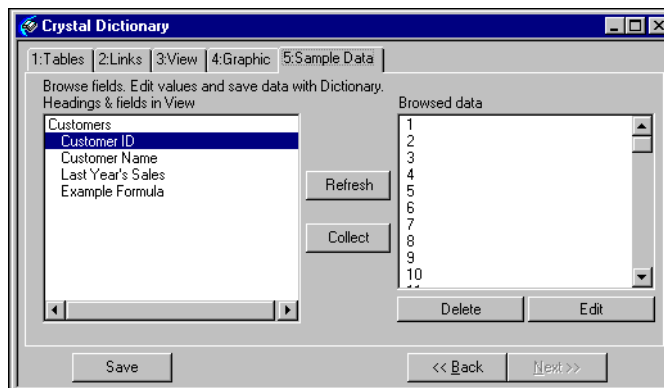 Crystal Dictionary
1:Tables 2:Links 3:View 4:Graphic 5:Sample Data
Browse fields. Edit values and save data with Dictionary.
Headings & fields in View
Customers
Customer ID
Customer Name
Last Year's Sales
Example Formula
Refresh
Collect
Browsed data
1
2
3
4
5
6
7
8
9
10
Delete Edit
Save << Back Next >>